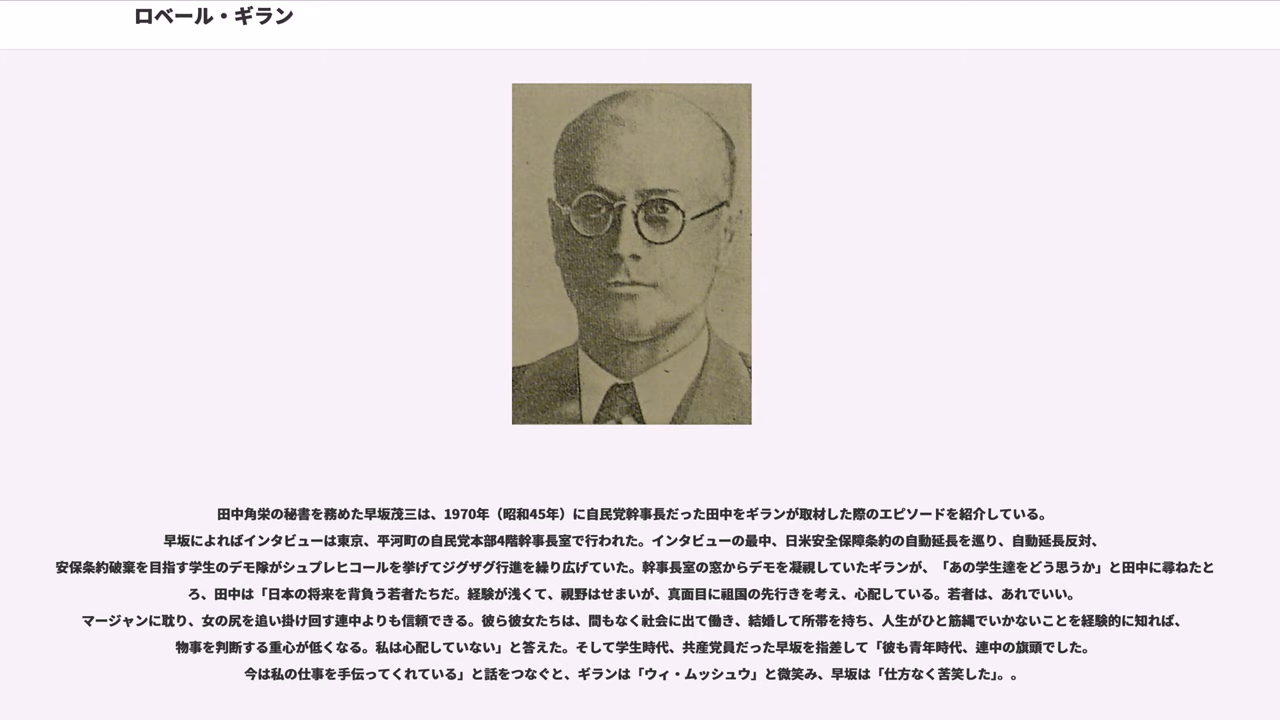 ロベール・ギラン
田中角栄の秘書を務めた早坂茂三は、1970年（昭和45年）に自民党幹事長だった田中をギランが取材した際のエピソードを紹介している。
早坂によればインタビューは東京、平河町の自民党本部4階幹事長室で行われた。インタビューの最中、日米安全保障条約の自動延長を巡り、自動延長反対、
安保条約破棄を目指す学生のデモ隊がシュプレヒコールを挙げてジグザグ行進を繰り広げていた。幹事長室の窓からデモを凝視していたギランが、「あの学生達をどう思うか」と田中に尋ねたと
ろ、田中は「日本の将来を背負う若者たちだ。経験が浅くて、視野はせまいが、真面目に祖国の先行きを考え、心配している。若者は、あれでいい。
マージャンに耽り、女の尻を追い掛け回す連中よりも信頼できる。彼ら彼女たちは、間もなく社会に出て働き、結婚して所帯を持ち、人生がひと筋縄でいかないことを経験的に知れば、
物事を判断する重心が低くなる。私は心配していない」と答えた。そして学生時代、共産党員だった早坂を指差して「彼も青年時代、連中の旗頭でした。
今は私の仕事を手伝ってくれている」と話をつなぐと、ギランは「ウィ・ムッシュウ」と微笑み、早坂は「仕方なく苦笑した」。。